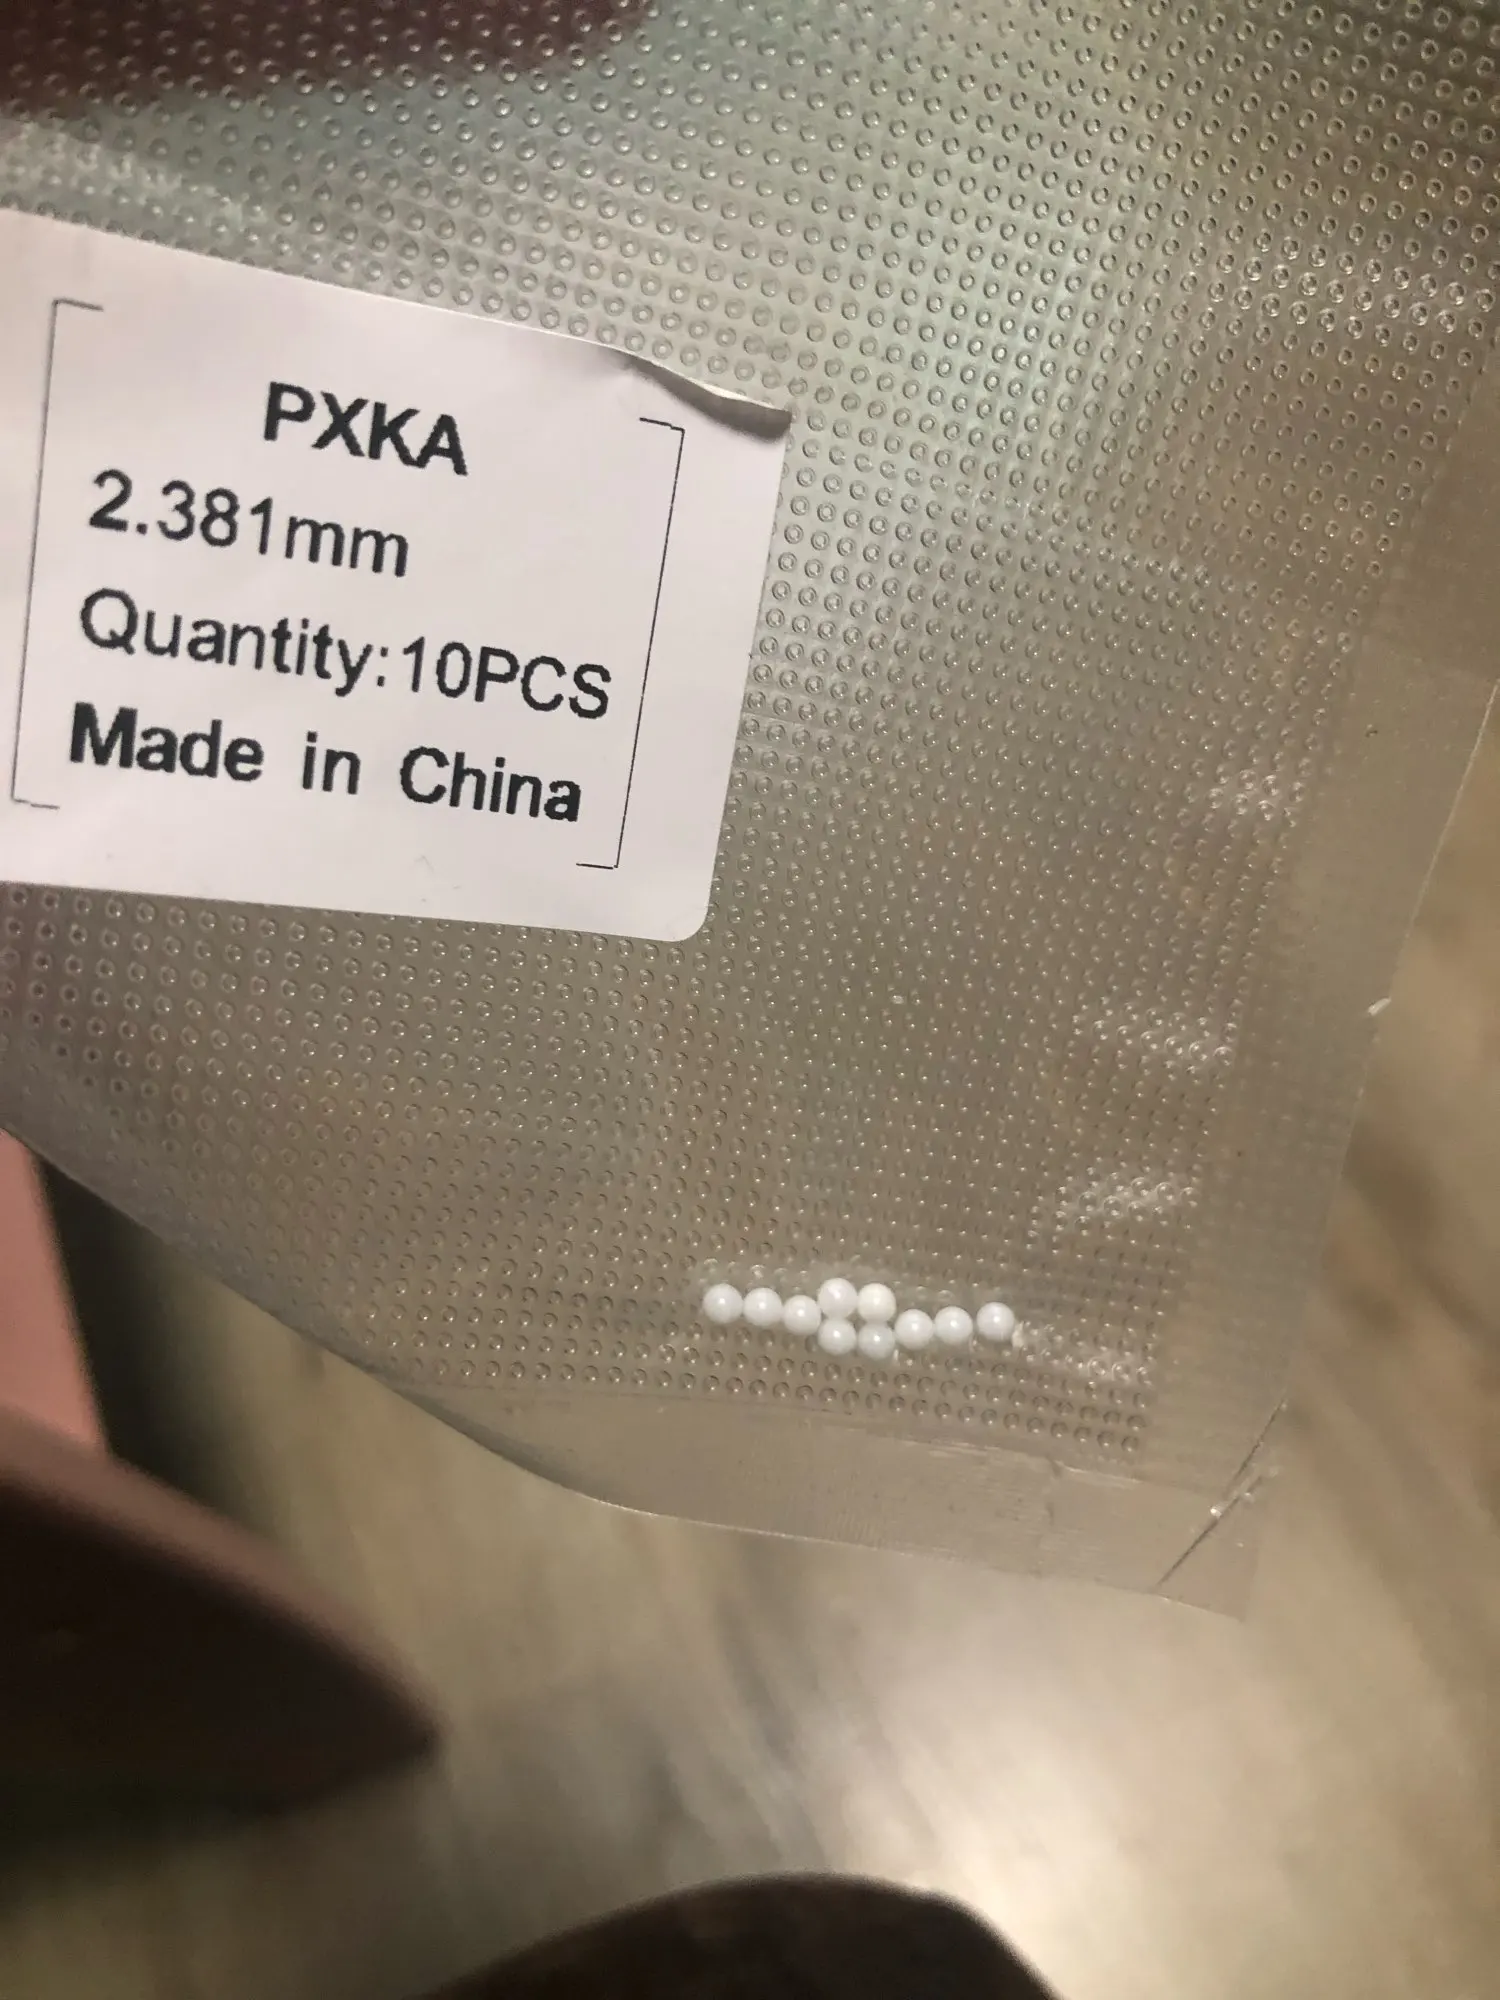 PXKA
2.381mm
Quantity:10PCS
Made in China